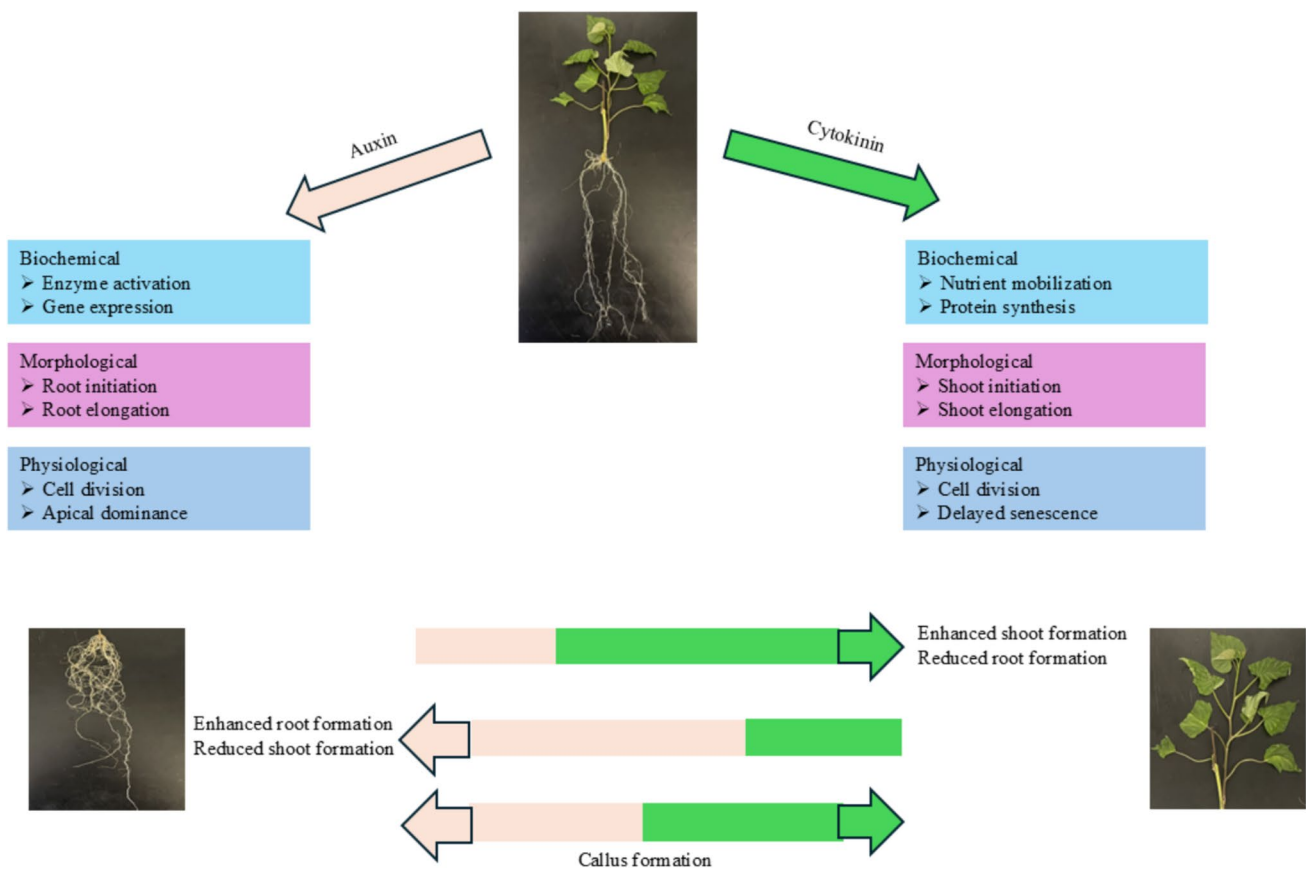 Auxin
Cytokinin
Biochemical
➢ Enzyme activation
➢ Gene expression
Morphological
➢ Root initiation
➢ Root elongation
Physiological
➢ Cell division
➢ Apical dominance
Biochemical
➢ Nutrient mobilization
➢ Protein synthesis
Morphological
➢ Shoot initiation
➢ Shoot elongation
Physiological
➢ Cell division
➢ Delayed senescence
Enhanced shoot formation
Reduced root formation
Enhanced root formation
Reduced shoot formation
Callus formation